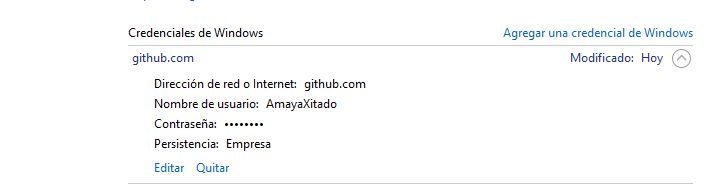 Credenciales de Windows Agregar una credencial de Windows
github.com Modificado: Hoy
Dirección de red o Internet: github.com
Nombre de usuario: AmayaXitado
Contraseña: ••••••••
Persistencia: Empresa
Editar Quitar